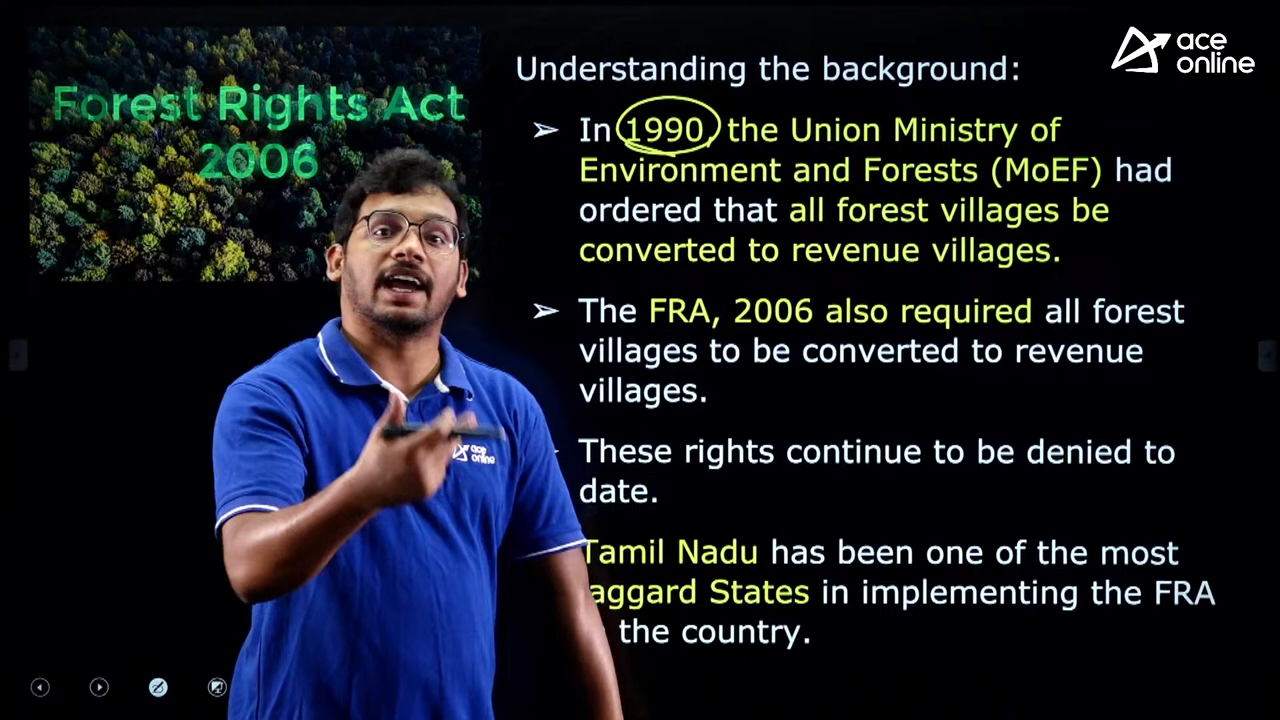 ace
online
Forest Rights Act
2006
Understanding the background:
➢ In 1990, the Union Ministry of
Environment and Forests (MoEF) had
ordered that all forest villages be
converted to revenue villages.
➢ The FRA, 2006 also required all forest
villages to be converted to revenue
villages.
These rights continue to be denied to
date.
Tamil Nadu has been one of the most
aggard States in implementing the FRA
the country.
ace
online